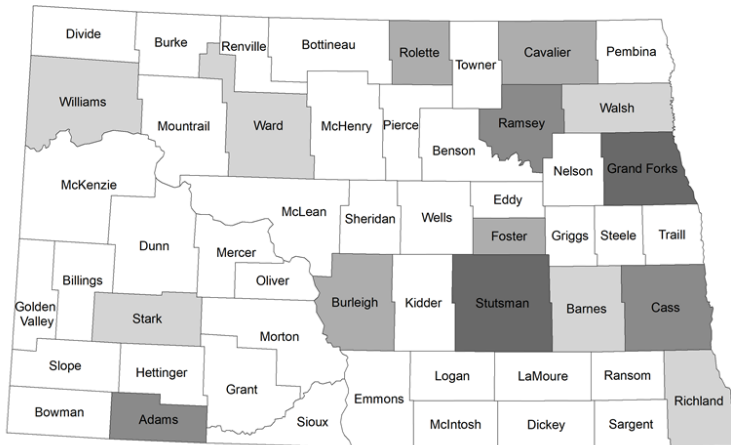 Divide
Burke
Renville
Bottineau
Rolette
Cavalier
Pembina
Towner
Williams
Mountrail
Ward
McHenry
Pierce
Ramsey
Walsh
Benson
Nelson
Grand Forks
McKenzie
McLean
Sheridan
Wells
Eddy
Foster
Griggs
Steele
Traill
Dunn
Mercer
Oliver
Billings
Golden
Valley
Stark
Burleigh
Kidder
Stutsman
Barnes
Cass
Morton
Slope
Hettinger
Grant
Emmons
Logan
LaMoure
Ransom
Richland
Bowman
Adams
Sioux
McIntosh
Dickey
Sargent